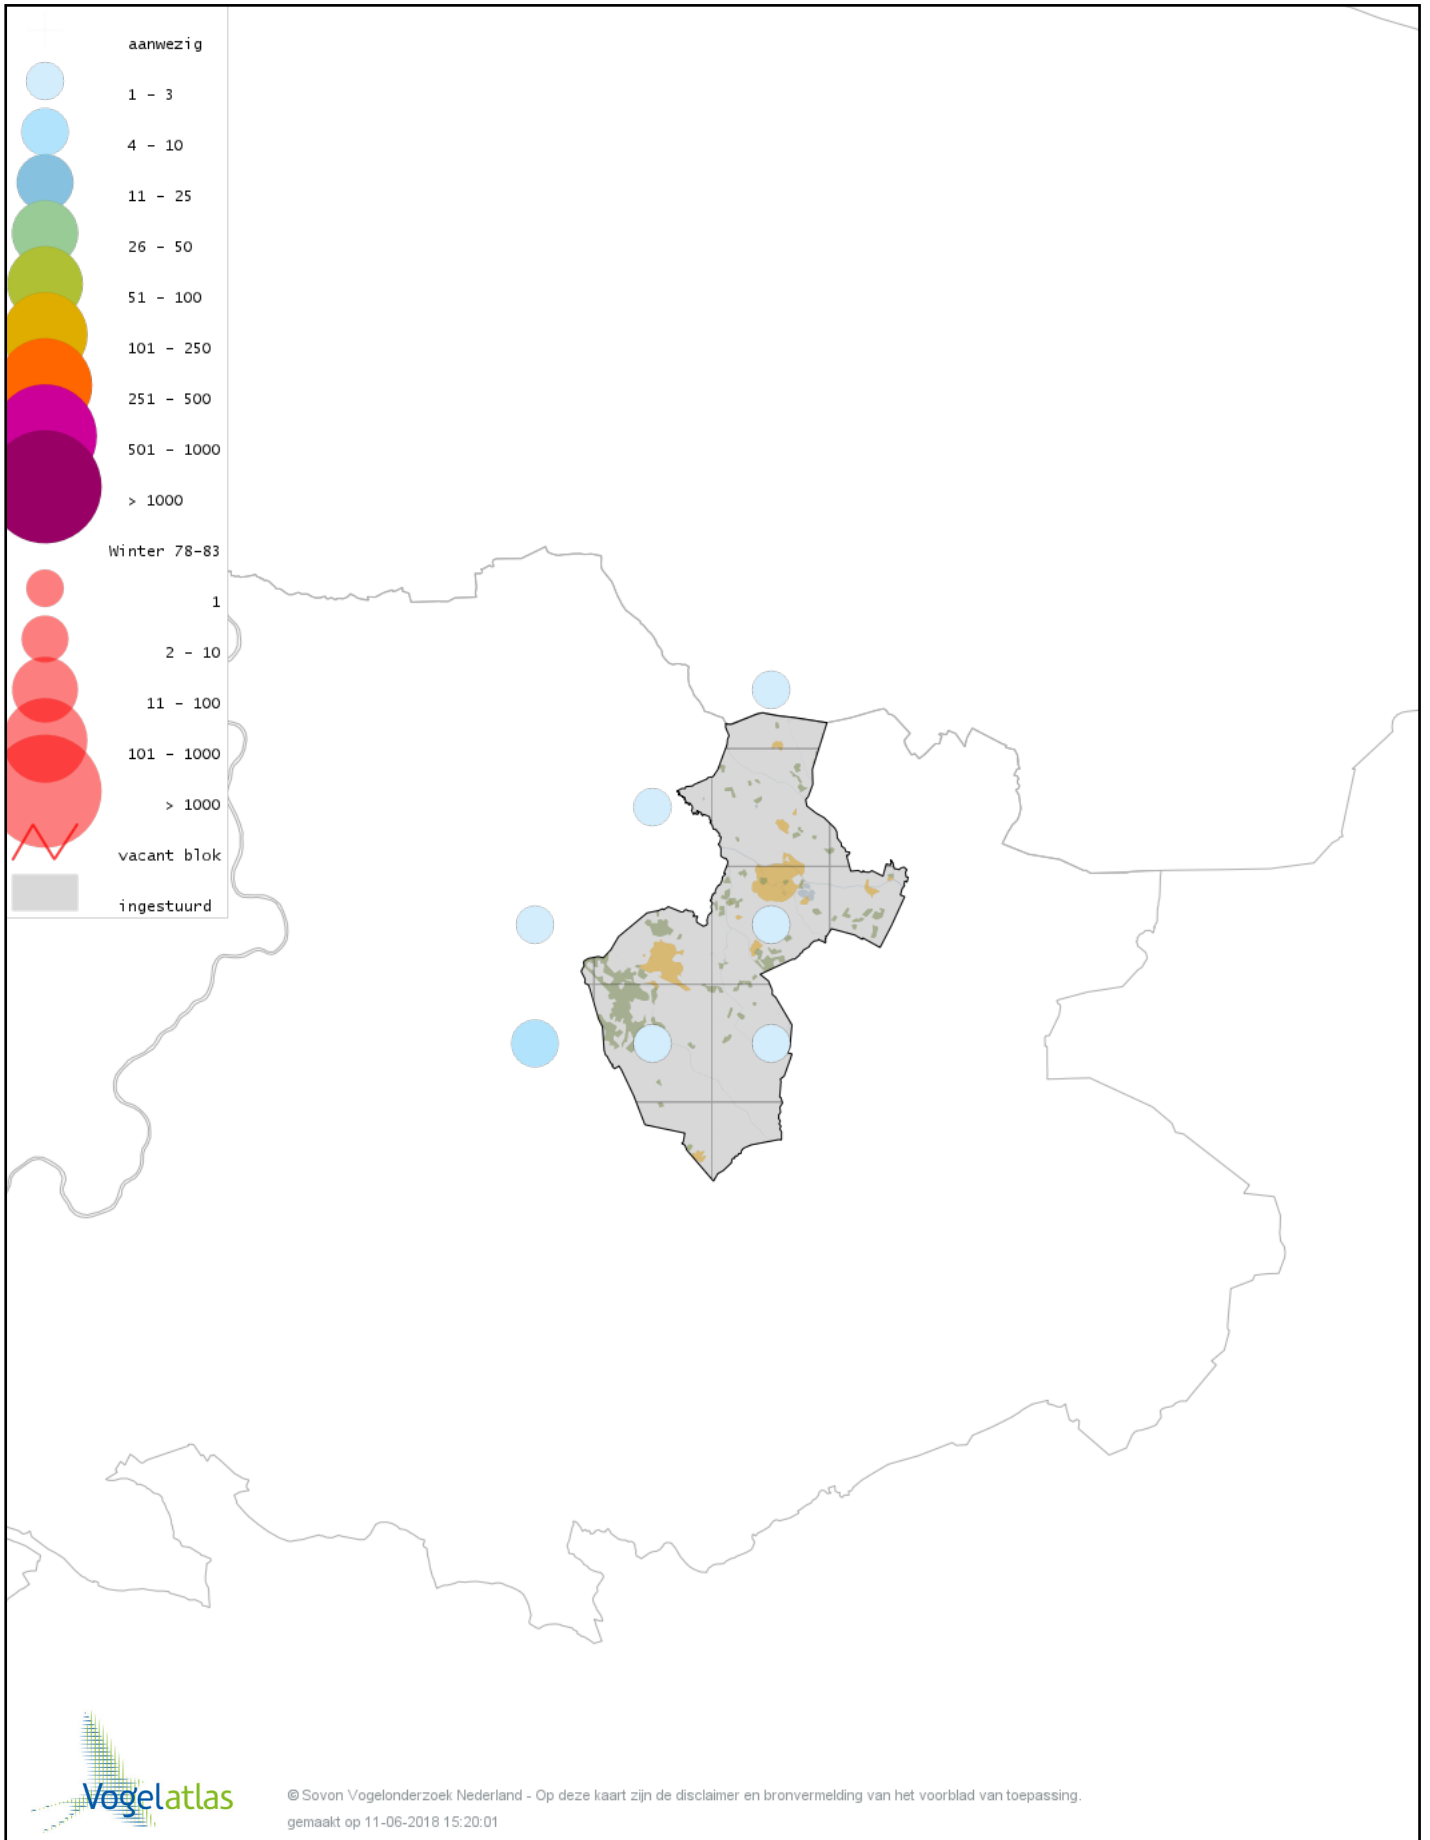 aanwezig
1 - 3
4 - 10
11 - 25
26 - 50
51 - 100
101 - 250
251 - 500
501 - 1000
> 1000
Winter 78-83
1
2 - 10
11 - 100
101 - 1000
> 1000
vacant blok
ingestuurd
Vogelatlas
© Sovon Vogelonderzoek Nederland - Op deze kaart zijn de disclaimer en bronvermelding van het voorblad van toepassing.
gemaakt op 11-06-2018 15:20:01